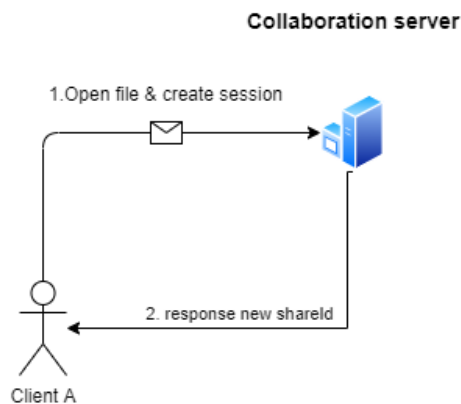 Collaboration server
1.Open file & create session
2. response new shareId
Client A